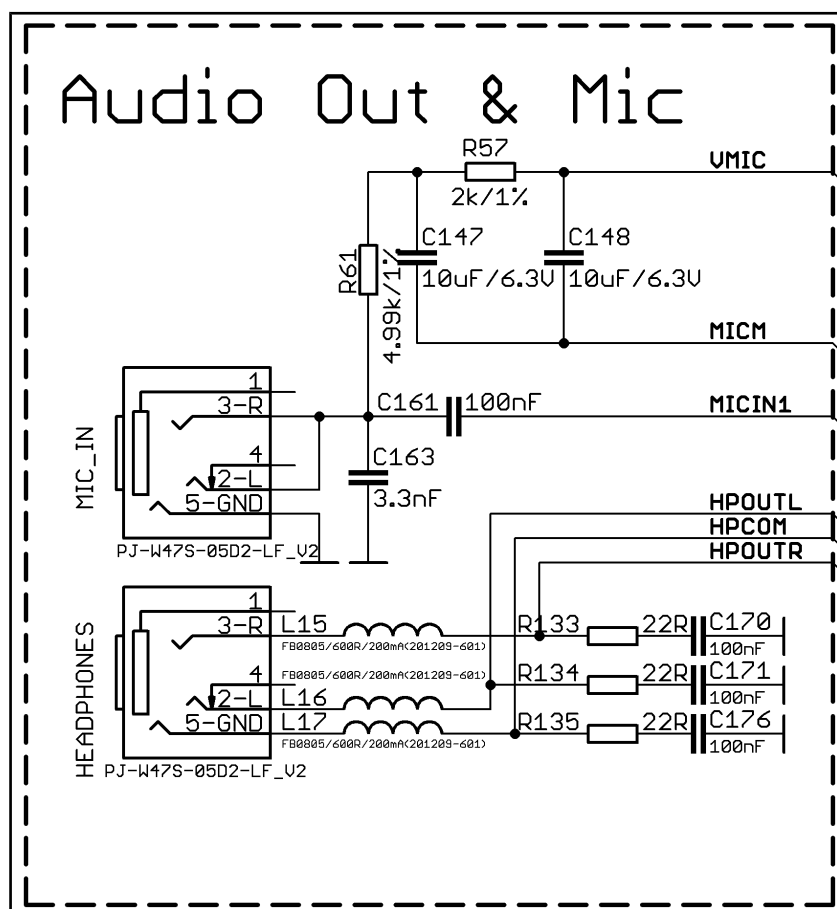 Audio Out & Mic
R57
VMIC
2k/1%
C147
C148
R61
4.99k/1%
10uF/6.3V
10uF/6.3V
MICM
1
3-R
C161
100nF
MICIN1
MIC_IN
4
C163
2-L
3.3nF
5-GND
HPOUTL
HPCOM
PJ-W47S-05D2-LF_V2
HPOUTR
HEADPHONES
1
3-R
L15
R133
22R
C170
FB0805/600R/200mA(201209-601)
100nF
4
FB0805/600R/200mA(201209-601)
R134
22R
C171
2-L
L16
100nF
5-GND
L17
R135
22R
C176
FB0805/600R/200mA(201209-601)
100nF
PJ-W47S-05D2-LF_V2